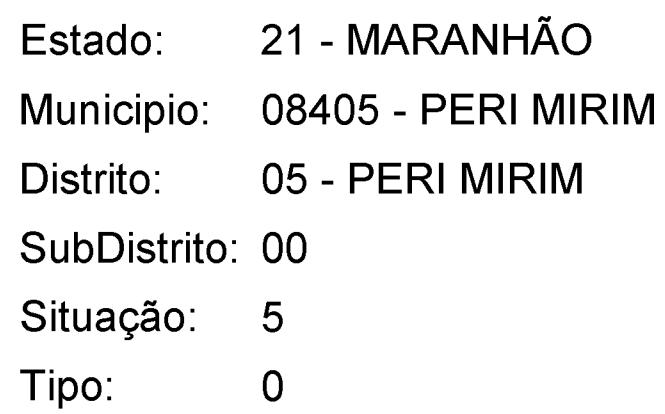 Estado: 21 - MARANHÃO
Municipio: 08405 - PERI MIRIM
Distrito: 05 - PERI MIRIM
SubDistrito: 00
Situação: 5
Tipo: 0